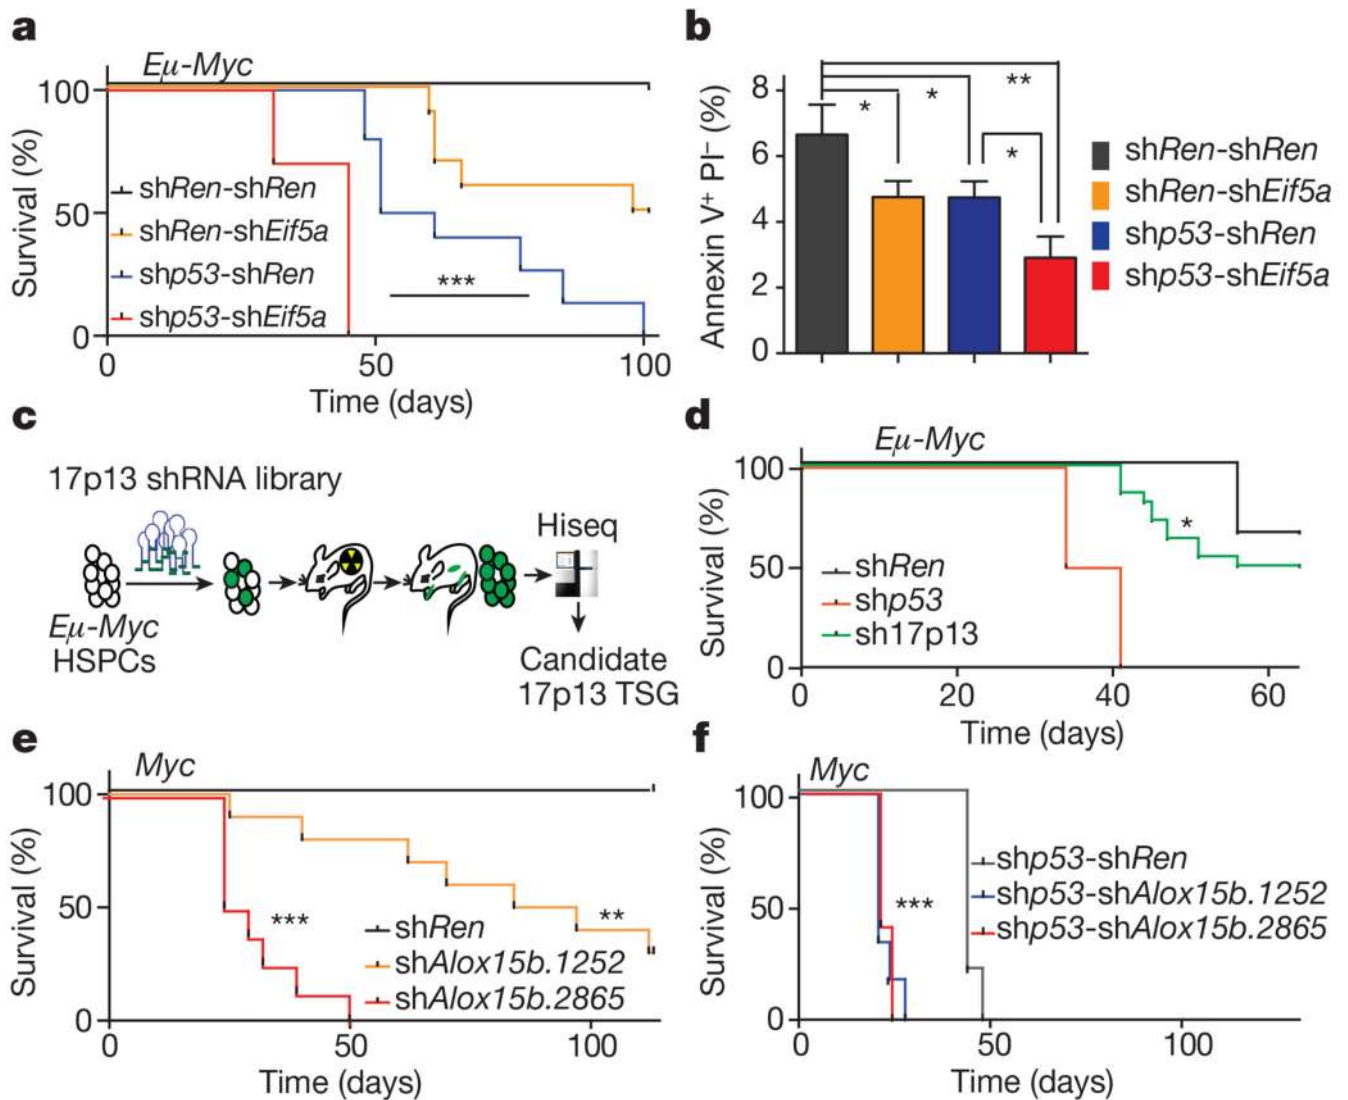 a
Eμ-Myc
100
50
0
Survival (%)
shRen-shRen
shRen-shEif5a
shp53-shRen
shp53-shEif5a
***
0 50 100
Time (days)
b
8
6
4
2
0
Annexin V⁺ PI⁻ (%)
**
*
*
*
shRen-shRen
shRen-shEif5a
shp53-shRen
shp53-shEif5a
c
17p13 shRNA library
Hiseq
Eμ-Myc
HSPCs
Candidate
17p13 TSG
d
Eμ-Myc
100
50
0
Survival (%)
*
shRen
shp53
sh17p13
0 20 40 60
Time (days)
e
Myc
100
50
0
Survival (%)
***
**
shRen
shAlox15b.1252
shAlox15b.2865
0 50 100
Time (days)
f
Myc
100
50
0
Survival (%)
***
shp53-shRen
shp53-shAlox15b.1252
shp53-shAlox15b.2865
0 50 100
Time (days)